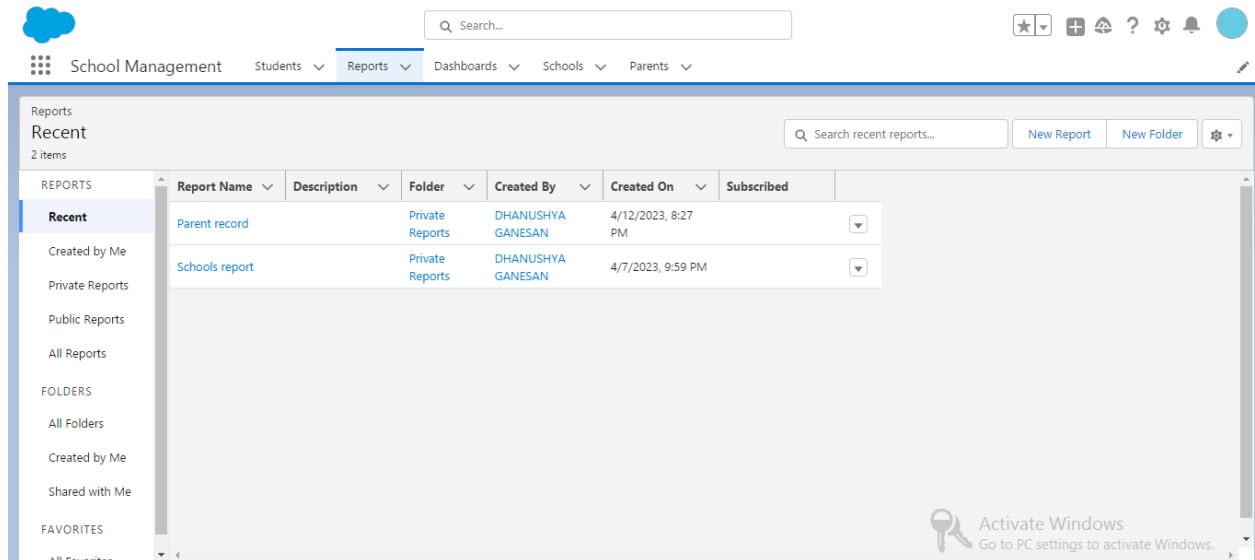 Search...
School Management Students Reports Dashboards Schools Parents
Reports
Recent
2 items
Search recent reports... New Report New Folder
REPORTS
Recent
Created by Me
Private Reports
Public Reports
All Reports
FOLDERS
All Folders
Created by Me
Shared with Me
FAVORITES
All Favorites
Report Name Description Folder Created By Created On Subscribed
Parent record Private Reports DHANUSHYA GANESAN 4/12/2023, 8:27 PM
Schools report Private Reports DHANUSHYA GANESAN 4/7/2023, 9:59 PM
Activate Windows
Go to PC settings to activate Windows.